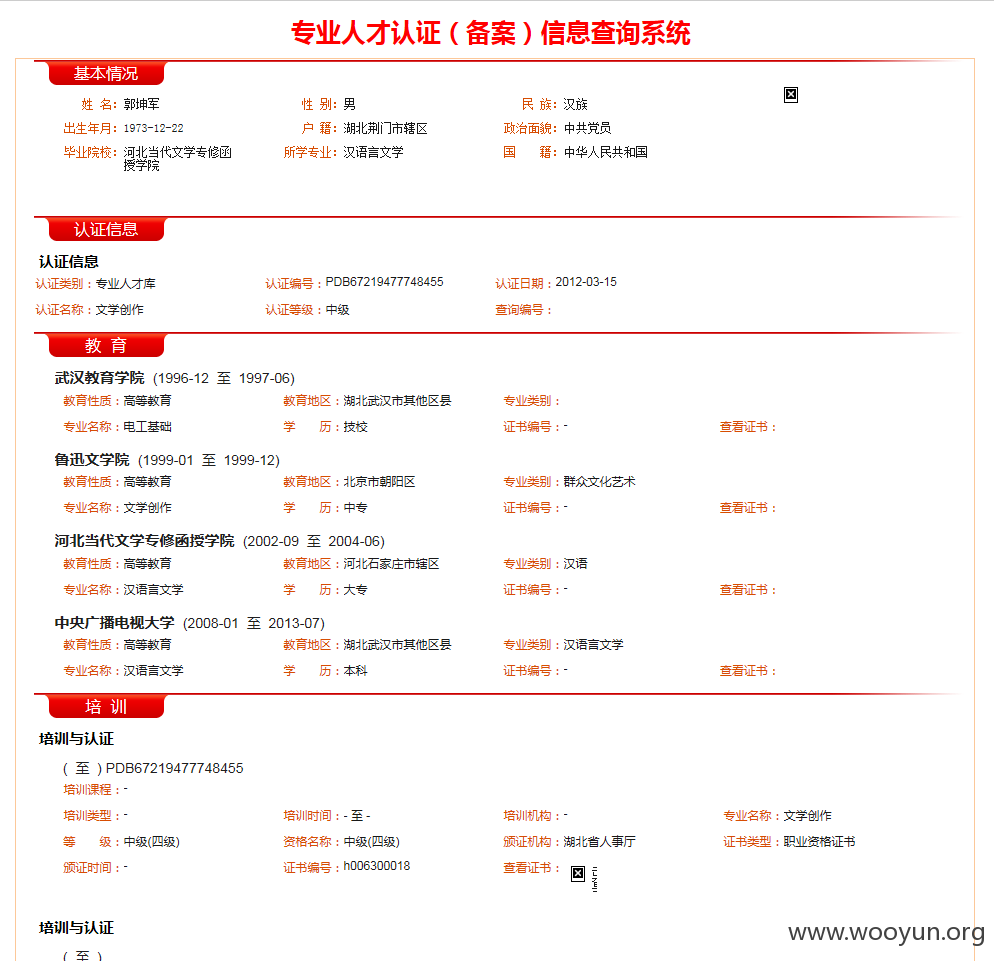 专业人才认证（备案）信息查询系统
基本情况
姓 名： 郭坤军 性 别： 男 民 族： 汉族
出生年月： 1973-12-22 户 籍： 湖北荆门市辖区 政治面貌： 中共党员
毕业院校： 河北当代文学专修函 所学专业： 汉语言文学 国 籍： 中华人民共和国
授学院
认证信息
认证信息
认证类别：专业人才库 认证编号：PDB67219477748455 认证日期：2012-03-15
认证名称：文学创作 认证等级：中级 查询编号：
教 育
武汉教育学院 (1996-12 至 1997-06)
教育性质：高等教育 教育地区：湖北武汉市其他区县 专业类别：
专业名称：电工基础 学 历：技校 证书编号：- 查看证书：
鲁迅文学院 (1999-01 至 1999-12)
教育性质：高等教育 教育地区：北京市朝阳区 专业类别：群众文化艺术
专业名称：文学创作 学 历：中专 证书编号：- 查看证书：
河北当代文学专修函授学院 (2002-09 至 2004-06)
教育性质：高等教育 教育地区：河北石家庄市辖区 专业类别：汉语
专业名称：汉语言文学 学 历：大专 证书编号：- 查看证书：
中央广播电视大学 (2008-01 至 2013-07)
教育性质：高等教育 教育地区：湖北武汉市其他区县 专业类别：汉语言文学
专业名称：汉语言文学 学 历：本科 证书编号：- 查看证书：
培 训
培训与认证
( 至 ) PDB67219477748455
培训课程：-
培训类型：- 培训时间：- 至 - 培训机构：- 专业名称：文学创作
等 级：中级(四级) 资格名称：中级(四级) 颁证机构：湖北省人事厅 证书类型：职业资格证书
颁证时间：- 证书编号：h006300018 查看证书：
培训与认证
( 至 )
www.wooyun.org